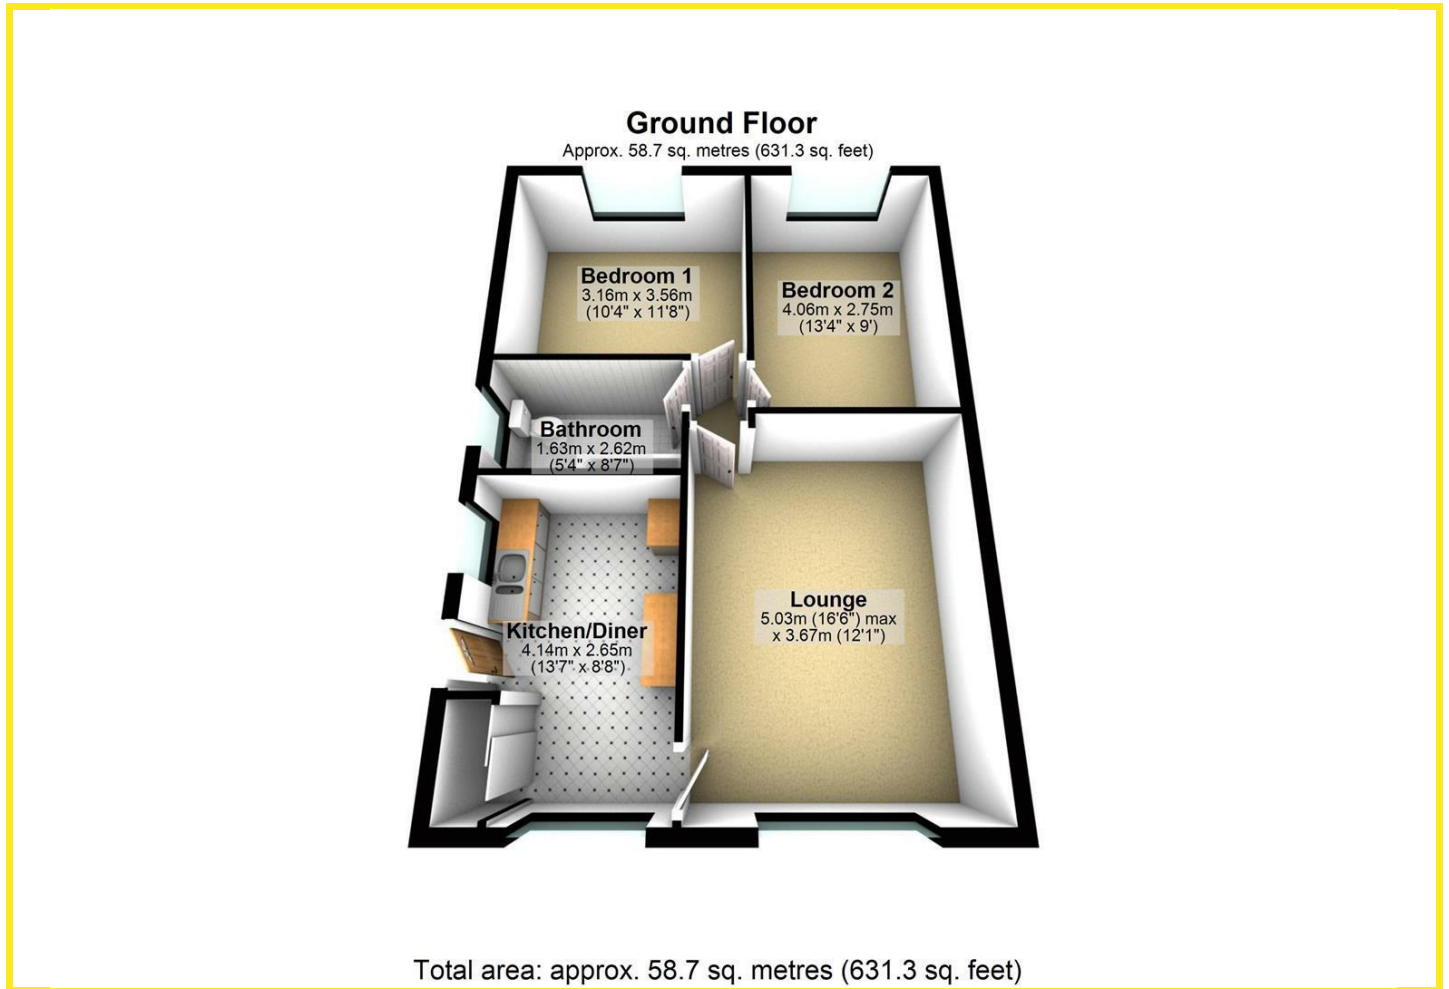 Ground Floor
Approx. 58.7 sq. metres (631.3 sq. feet)
Bedroom 1
3.16m x 3.56m
(10'4" x 11'8")
Bedroom 2
4.06m x 2.75m
(13'4" x 9')
Bathroom
1.63m x 2.62m
(5'4" x 8'7")
Lounge
5.03m (16'6") max
x 3.67m (12'1")
Kitchen/Diner
4.14m x 2.65m
(13'7" x 8'8")
Total area: approx. 58.7 sq. metres (631.3 sq. feet)